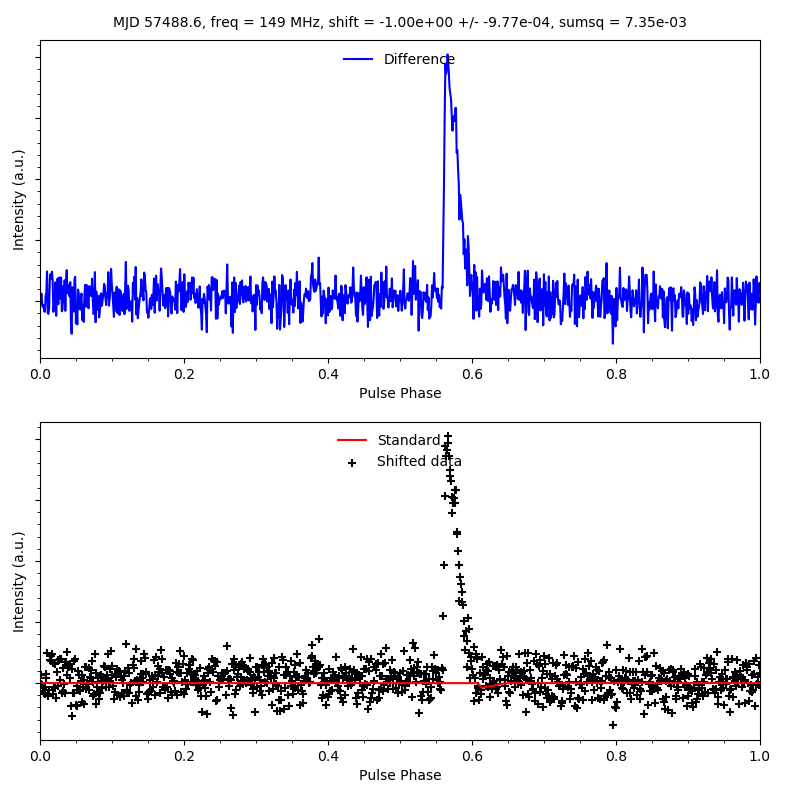 MJD 57488.6, freq = 149 MHz, shift = -1.00e+00 +/- -9.77e-04, sumsq = 7.35e-03
Difference
Intensity (a.u.)
0.0 0.2 0.4 0.6 0.8 1.0
Pulse Phase
Standard
Shifted data
Intensity (a.u.)
0.0 0.2 0.4 0.6 0.8 1.0
Pulse Phase